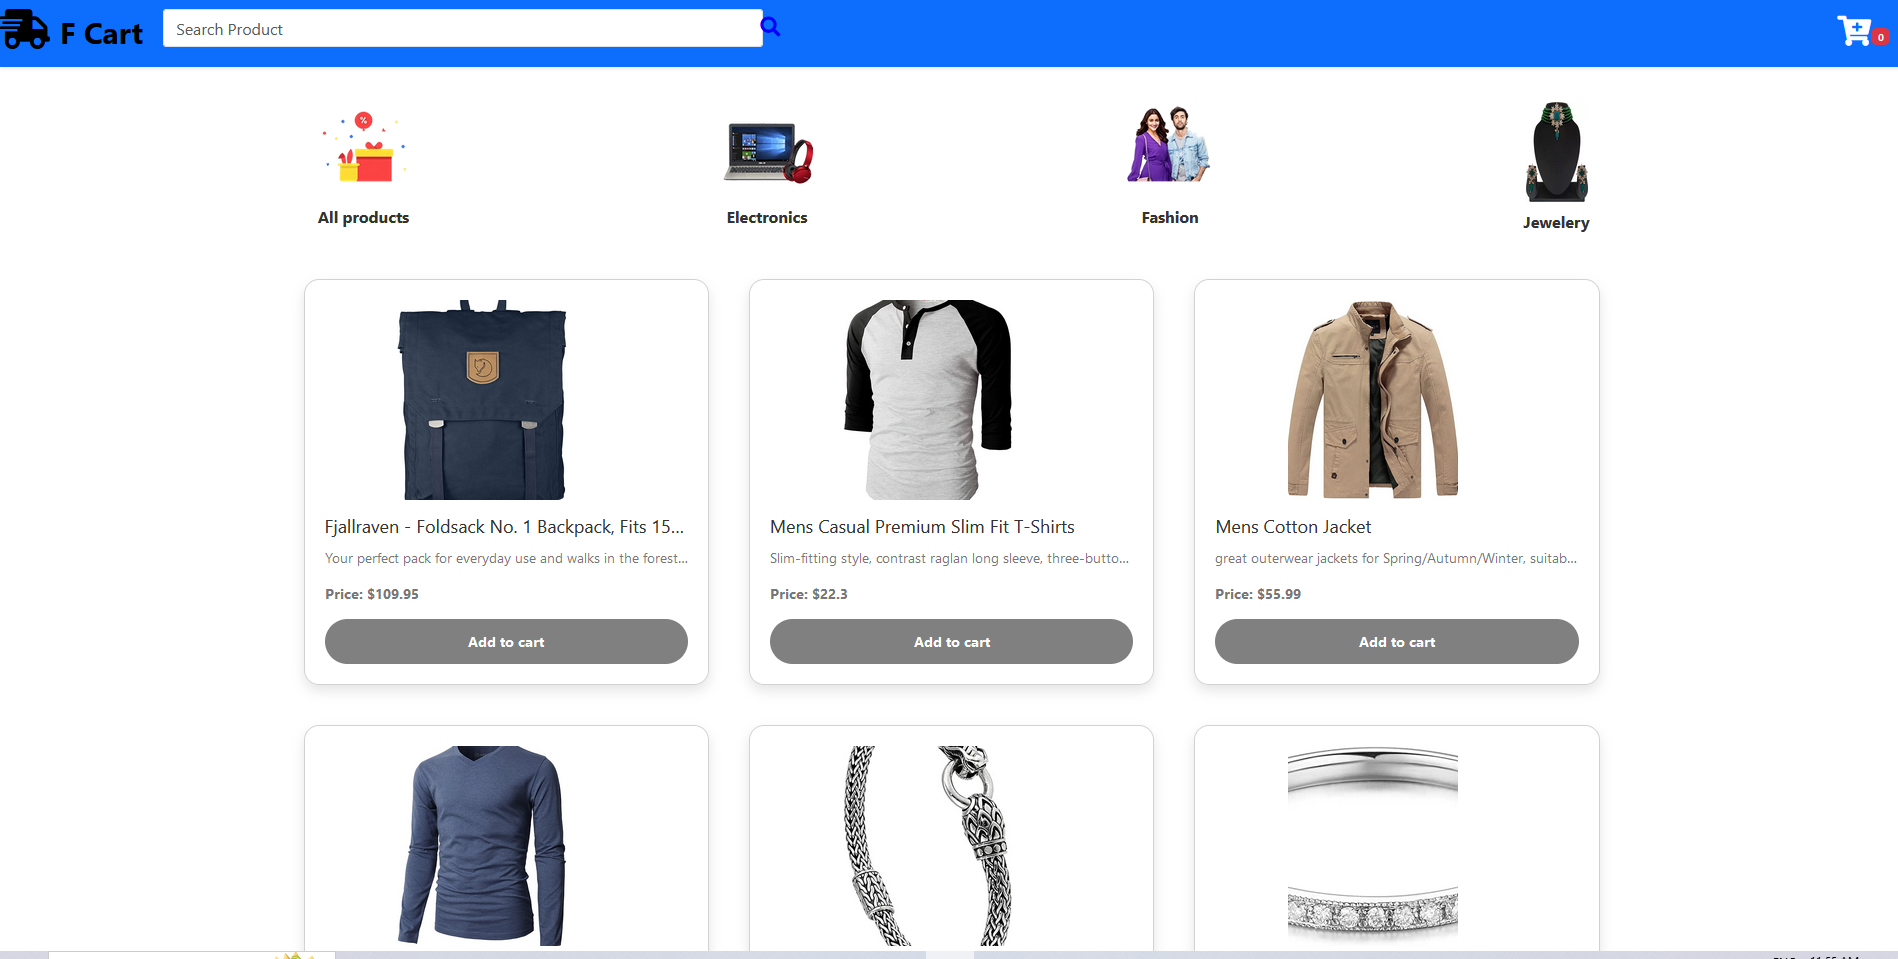 F Cart
Search Product
0
%
All products
Electronics
Fashion
Jewelery
Fjallraven - Foldsack No. 1 Backpack, Fits 15...
Your perfect pack for everyday use and walks in the forest...
Price: $109.95
Add to cart
Mens Casual Premium Slim Fit T-Shirts
Slim-fitting style, contrast raglan long sleeve, three-butto...
Price: $22.3
Add to cart
Mens Cotton Jacket
great outerwear jackets for Spring/Autumn/Winter, suitab...
Price: $55.99
Add to cart